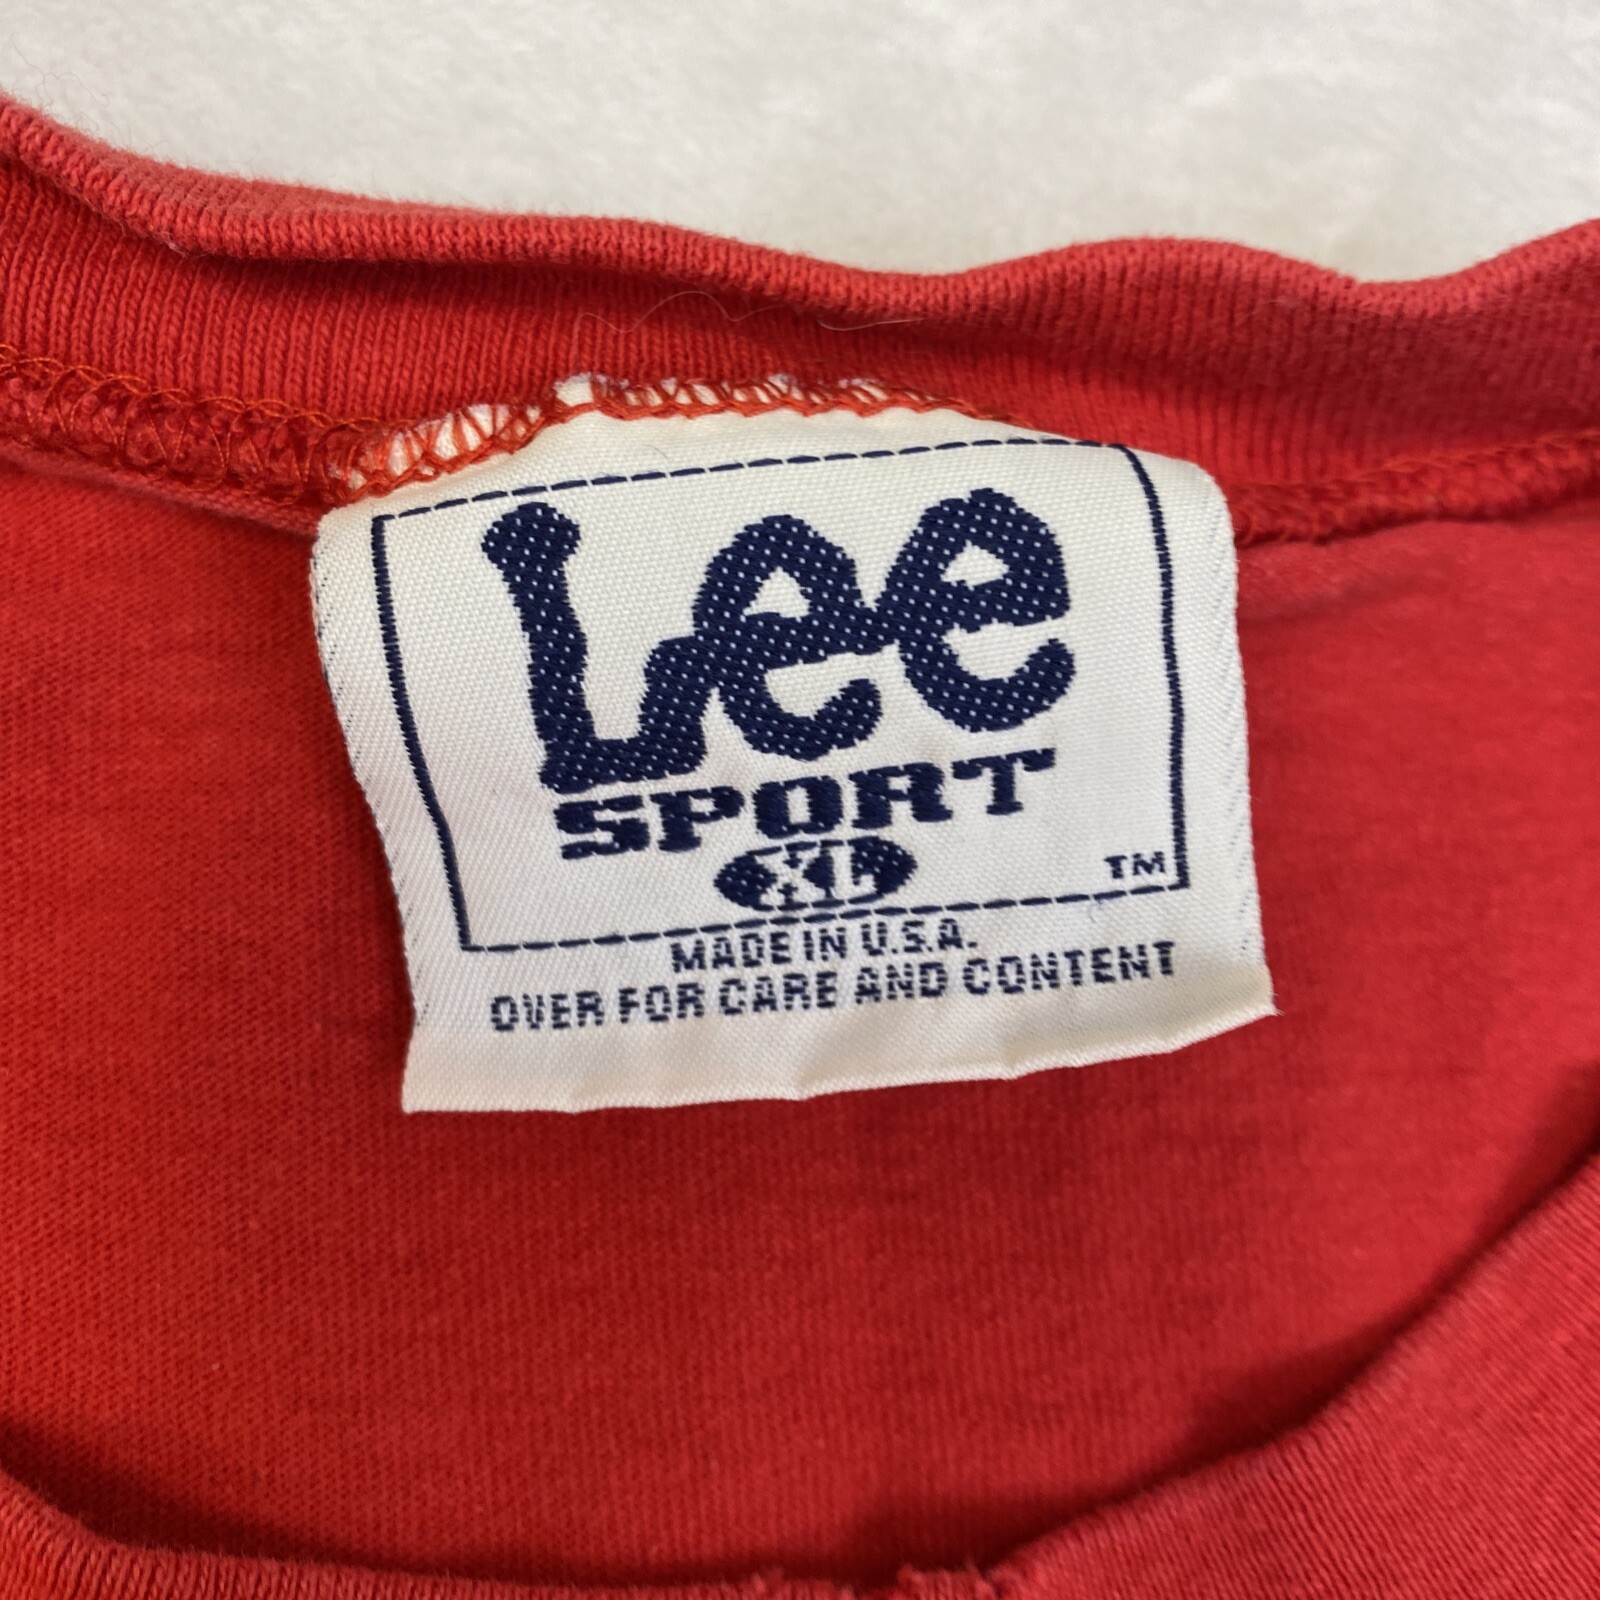 Lee
SPORT
XL
TM
MADE IN U.S.A.
OVER FOR CARE AND CONTENT